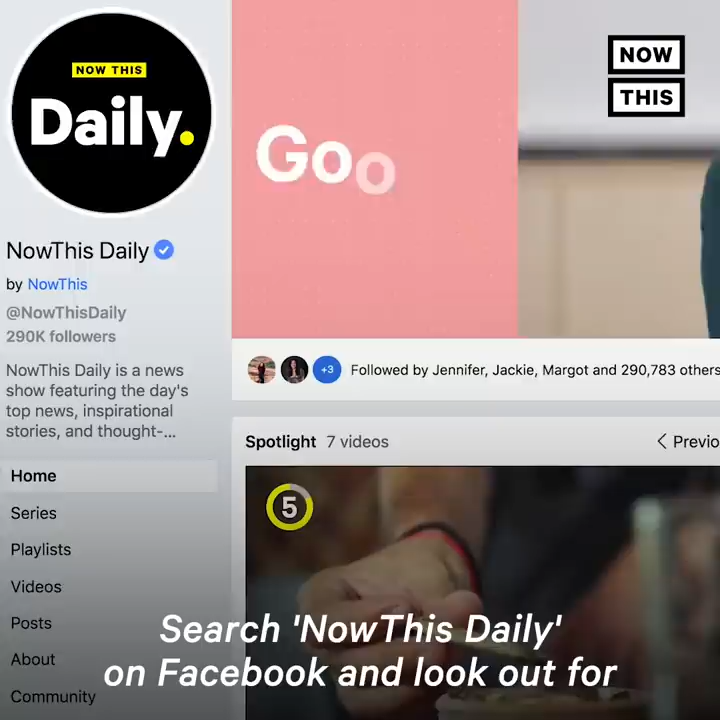 NOW THIS
Daily.
NowThis Daily
by NowThis
@NowThisDaily
290K followers
NowThis Daily is a news
show featuring the day's
top news, inspirational
stories, and thought-...
Home
Series
Playlists
Videos
Posts
About
Community
Goo
NOW
THIS
+3 Followed by Jennifer, Jackie, Margot and 290,783 others
Spotlight 7 videos
< Previo
5
Search 'NowThis Daily'
on Facebook and look out for